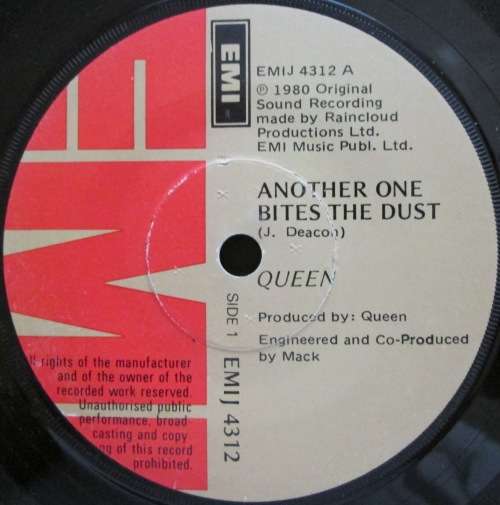 EMI
EMI
EMIJ 4312 A
℗ 1980 Original
Sound Recording
made by Raincloud
Productions Ltd.
EMI Music Publ. Ltd.
ANOTHER ONE
BITES THE DUST
(J. Deacon)
QUEEN
Produced by: Queen
Engineered and Co-Produced
by Mack
SIDE 1 EMIJ 4312
rights of the manufacturer
and of the owner of the
recorded work reserved.
Unauthorised public
performance, broad
casting and copy
of this record
prohibited.